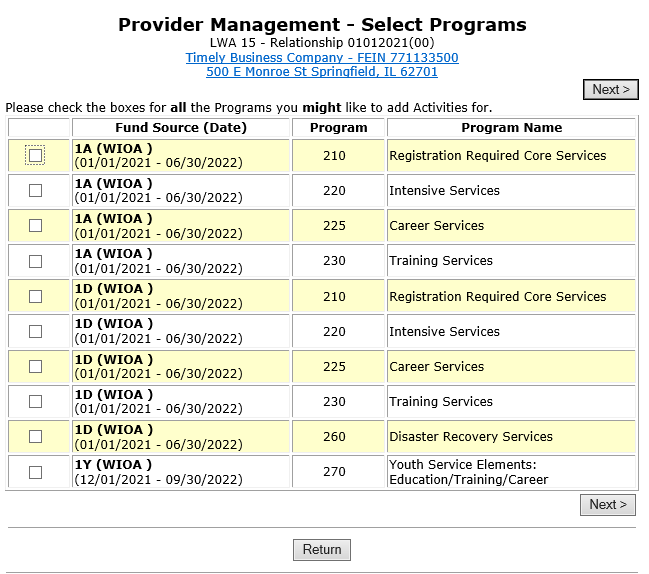 Provider Management - Select Programs
LWA 15 - Relationship 01012021(00)
Timely Business Company - FEIN 771133500
500 E Monroe St Springfield, IL 62701
Next >
Please check the boxes for all the Programs you might like to add Activities for.
Fund Source (Date) Program Program Name
1A (WIOA )
(01/01/2021 - 06/30/2022) 210 Registration Required Core Services
1A (WIOA )
(01/01/2021 - 06/30/2022) 220 Intensive Services
1A (WIOA )
(01/01/2021 - 06/30/2022) 225 Career Services
1A (WIOA )
(01/01/2021 - 06/30/2022) 230 Training Services
1D (WIOA )
(01/01/2021 - 06/30/2022) 210 Registration Required Core Services
1D (WIOA )
(01/01/2021 - 06/30/2022) 220 Intensive Services
1D (WIOA )
(01/01/2021 - 06/30/2022) 225 Career Services
1D (WIOA )
(01/01/2021 - 06/30/2022) 230 Training Services
1D (WIOA )
(01/01/2021 - 06/30/2022) 260 Disaster Recovery Services
1Y (WIOA )
(12/01/2021 - 09/30/2022) 270 Youth Service Elements:
Education/Training/Career
Next >
Return